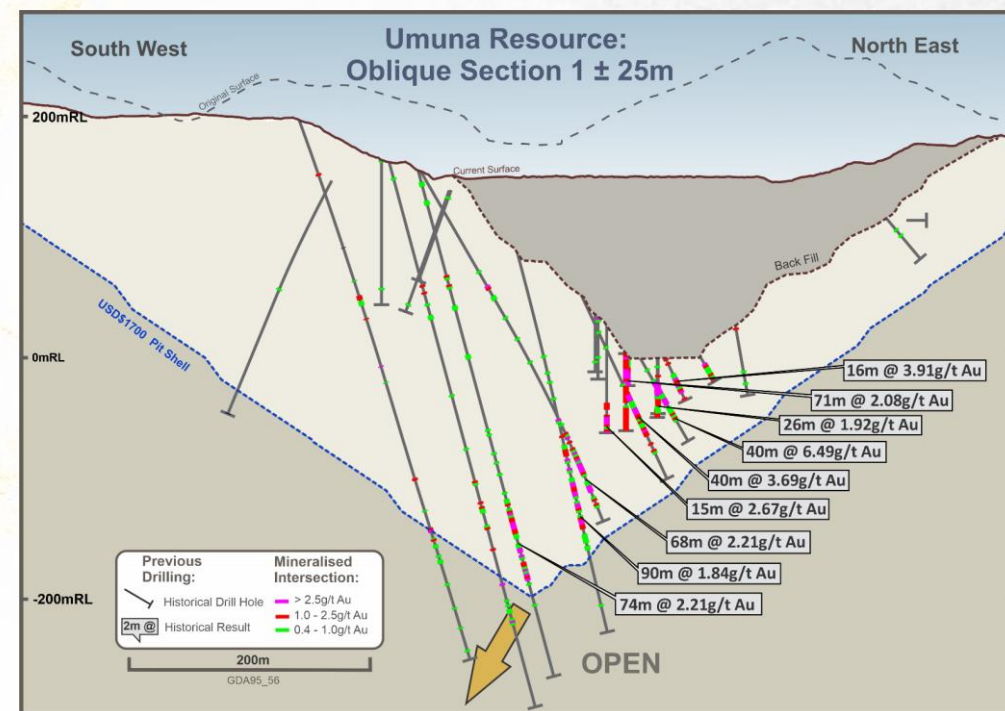 South West
Umuna Resource:
Oblique Section 1 ± 25m
North East
Original Surface
200mRL
Current Surface
Back Fill
USD$1700 Pit Shell
0mRL
16m @ 3.91g/t Au
71m @ 2.08g/t Au
26m @ 1.92g/t Au
40m @ 6.49g/t Au
40m @ 3.69g/t Au
15m @ 2.67g/t Au
68m @ 2.21g/t Au
90m @ 1.84g/t Au
74m @ 2.21g/t Au
-200mRL
Previous
Drilling:
Historical Drill Hole
2m @
Historical Result
Mineralised
Intersection:
> 2.5g/t Au
1.0 - 2.5g/t Au
0.4 - 1.0g/t Au
200m
GDA95_56
OPEN